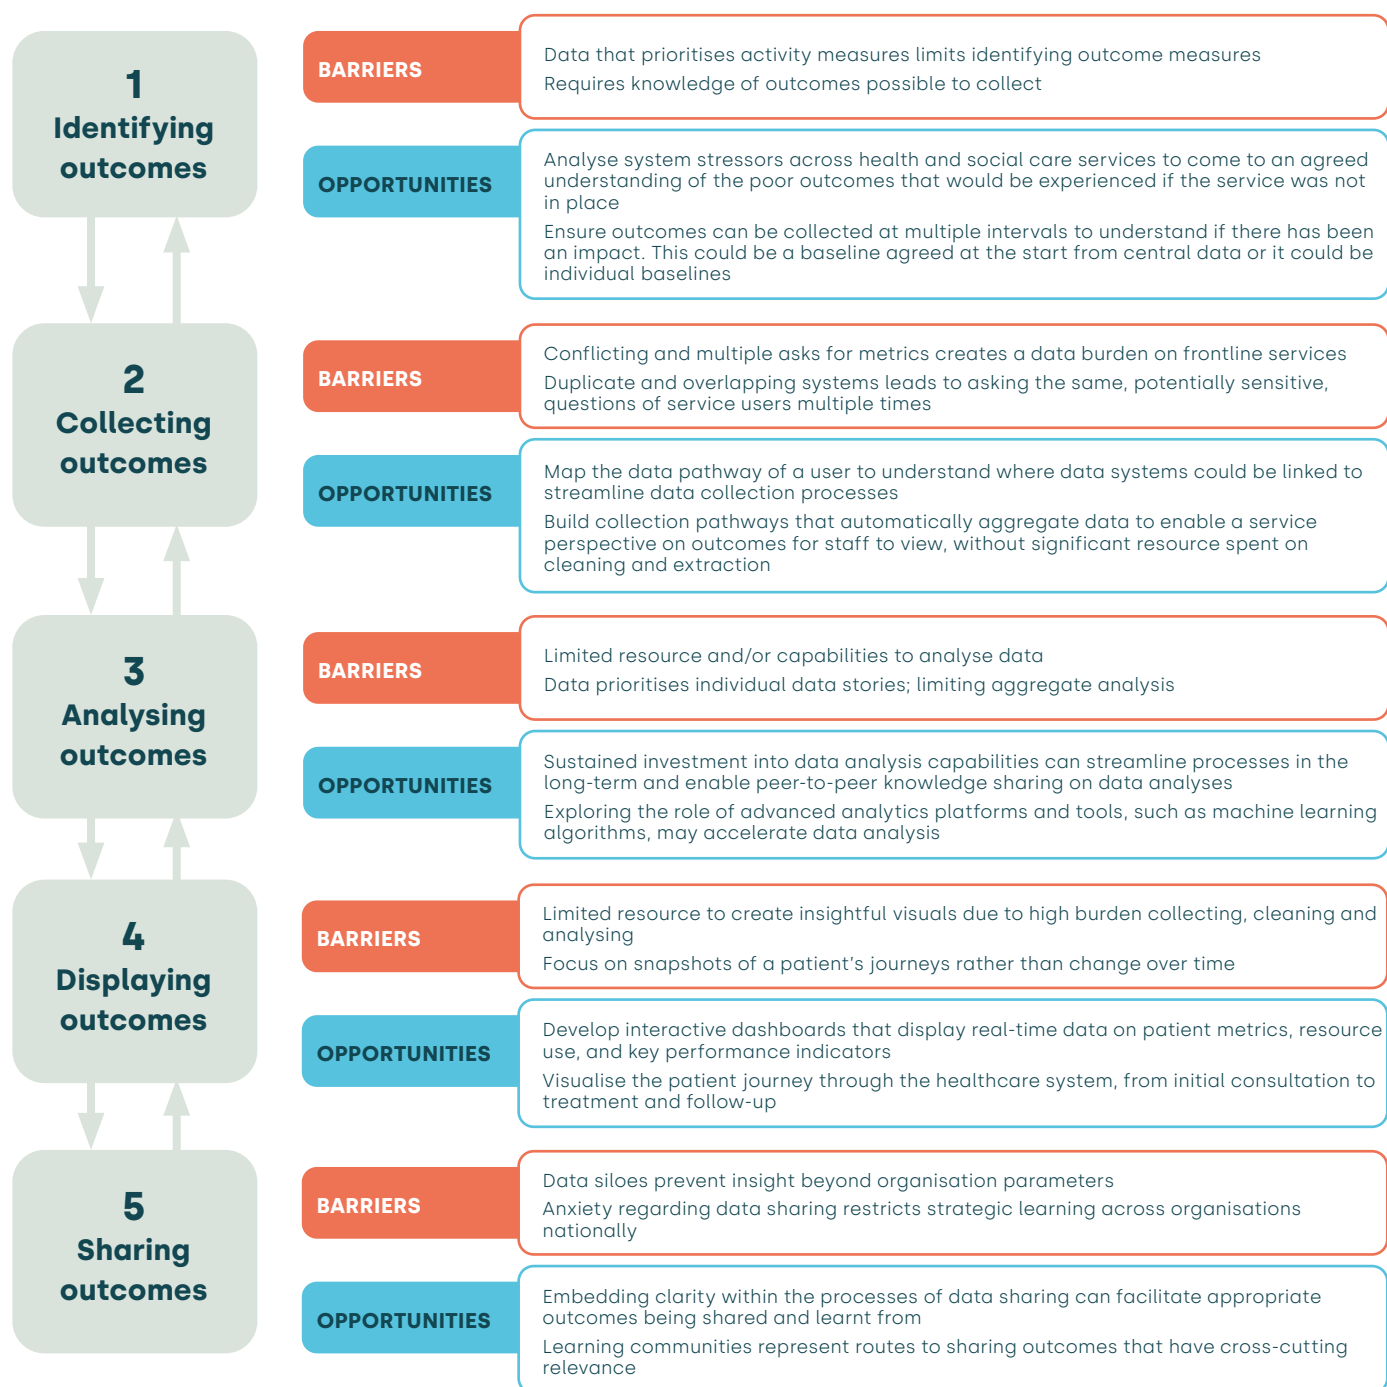 1
Identifying
outcomes
BARRIERS
Data that prioritises activity measures limits identifying outcome measures
Requires knowledge of outcomes possible to collect
OPPORTUNITIES
Analyse system stressors across health and social care services to come to an agreed
understanding of the poor outcomes that would be experienced if the service was not
in place
Ensure outcomes can be collected at multiple intervals to understand if there has been
an impact. This could be a baseline agreed at the start from central data or it could be
individual baselines
2
Collecting
outcomes
BARRIERS
Conflicting and multiple asks for metrics creates a data burden on frontline services
Duplicate and overlapping systems leads to asking the same, potentially sensitive,
questions of service users multiple times
OPPORTUNITIES
Map the data pathway of a user to understand where data systems could be linked to
streamline data collection processes
Build collection pathways that automatically aggregate data to enable a service
perspective on outcomes for staff to view, without significant resource spent on
cleaning and extraction
3
Analysing
outcomes
BARRIERS
Limited resource and/or capabilities to analyse data
Data prioritises individual data stories; limiting aggregate analysis
OPPORTUNITIES
Sustained investment into data analysis capabilities can streamline processes in the
long-term and enable peer-to-peer knowledge sharing on data analyses
Exploring the role of advanced analytics platforms and tools, such as machine learning
algorithms, may accelerate data analysis
4
Displaying
outcomes
BARRIERS
Limited resource to create insightful visuals due to high burden collecting, cleaning and
analysing
Focus on snapshots of a patient's journeys rather than change over time
OPPORTUNITIES
Develop interactive dashboards that display real-time data on patient metrics, resource
use, and key performance indicators
Visualise the patient journey through the healthcare system, from initial consultation to
treatment and follow-up
5
Sharing
outcomes
BARRIERS
Data siloes prevent insight beyond organisation parameters
Anxiety regarding data sharing restricts strategic learning across organisations
nationally
OPPORTUNITIES
Embedding clarity within the processes of data sharing can facilitate appropriate
outcomes being shared and learnt from
Learning communities represent routes to sharing outcomes that have cross-cutting
relevance